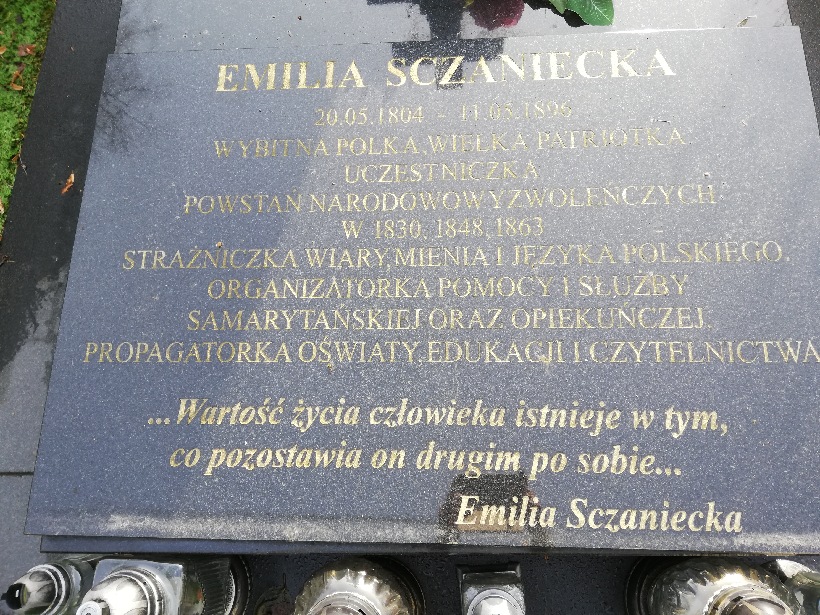 EMILIA SCZANIECKA
20.05.1804 - 11.05.1896
WYBITNA POLKA, WIELKA PATRIOTKA
UCZESTNICZKA
POWSTAŃ NARODOWOWYZWOLEŃCZYCH
W 1830, 1848, 1863
STRAŻNICZKA WIARY, MIENIA I JĘZYKA POLSKIEGO.
ORGANIZATORKA POMOCY I SŁUŻBY
SAMARYTAŃSKIEJ ORAZ OPIEKUŃCZEJ.
PROPAGATORKA OŚWIATY, EDUKACJI I CZYTELNICTWA
...Wartość życia człowieka istnieje w tym,
co pozostawia on drugim po sobie...
Emilia Sczaniecka